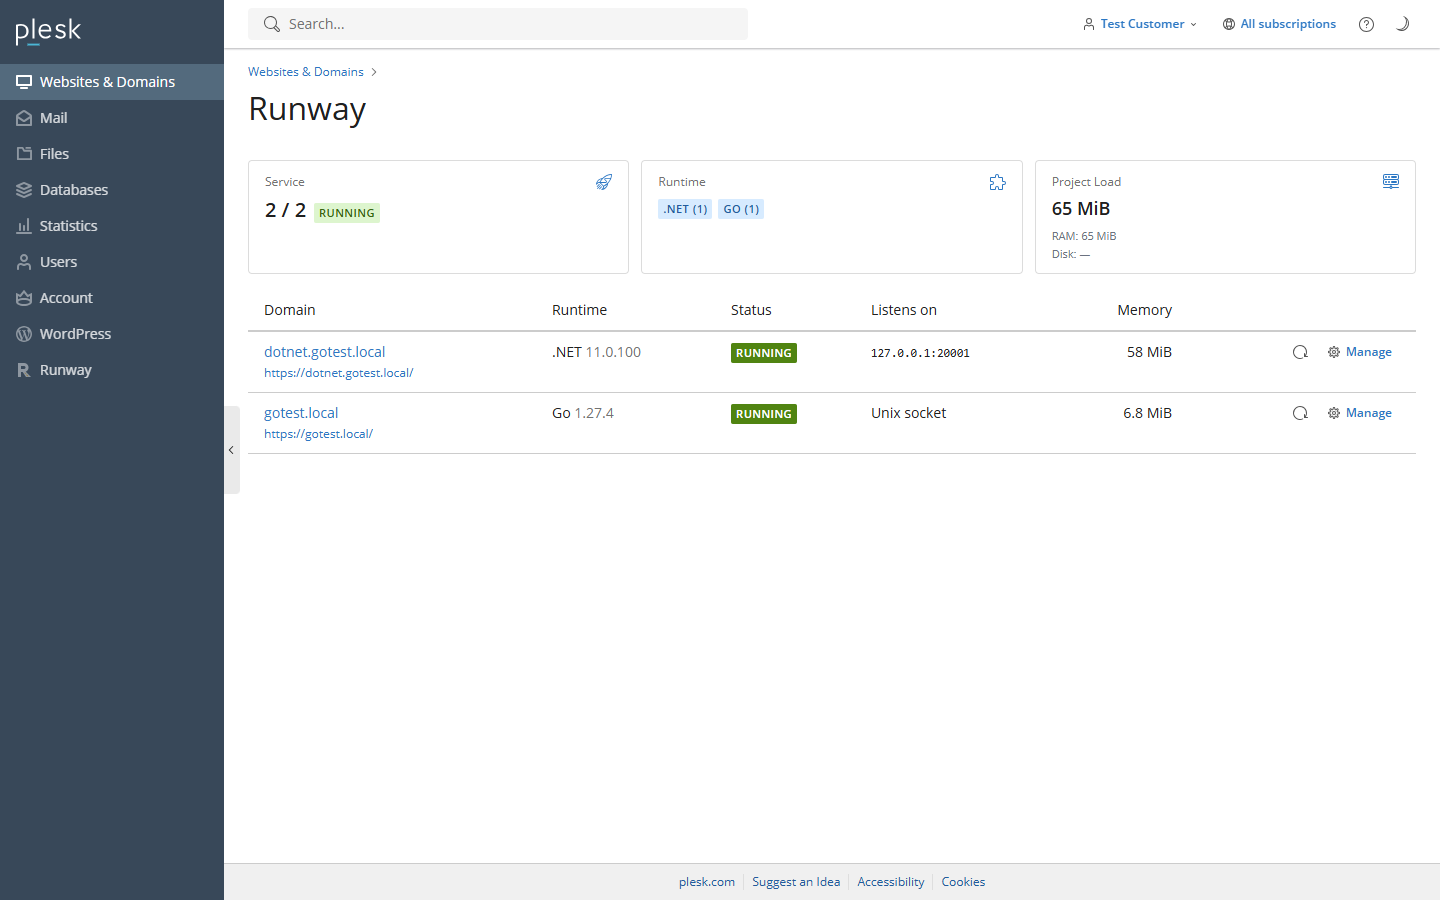 plesk
Search...
Test Customer
All subscriptions
Websites & Domains
Mail
Files
Databases
Statistics
Users
Account
WordPress
Runway
Websites & Domains
Runway
Service
2 / 2 RUNNING
Runtime
.NET (1) GO (1)
Project Load
65 MiB
RAM: 65 MiB
Disk: —
Domain Runtime Status Listens on Memory
dotnet.gotest.local .NET 11.0.100 RUNNING 127.0.0.1:20001 58 MiB Manage
https://dotnet.gotest.local/
gotest.local Go 1.27.4 RUNNING Unix socket 6.8 MiB Manage
https://gotest.local/
plesk.com Suggest an Idea Accessibility Cookies